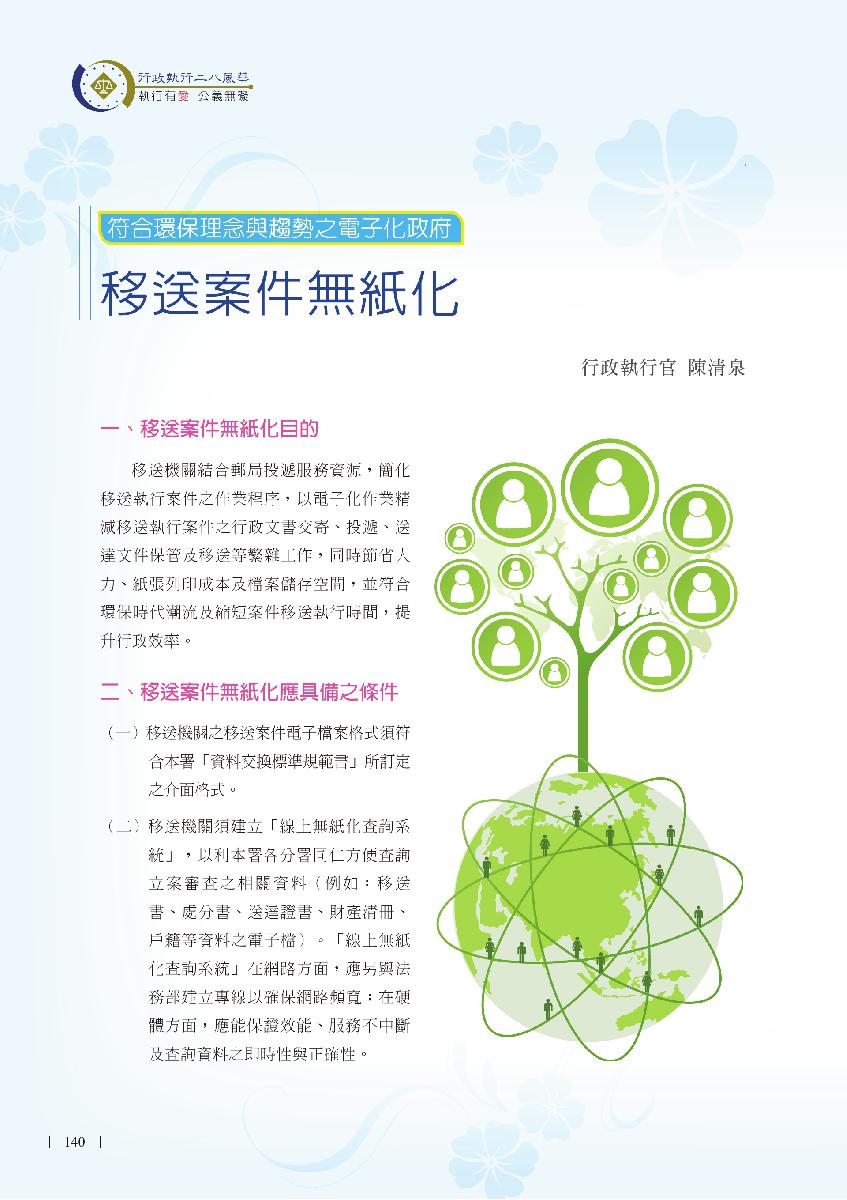 行政執行二八風華
執行有愛 公義無礙
符合環保理念與趨勢之電子化政府
移送案件無紙化
行政執行官 陳清泉
一、移送案件無紙化目的
移送機關結合郵局投遞服務資源，簡化
移送執行案件之作業程序，以電子化作業精
減移送執行案件之行政文書交寄、投遞、送
達文件保管及移送等繁雜工作，同時節省人
力、紙張列印成本及檔案儲存空間，並符合
環保時代潮流及縮短案件移送執行時間，提
升行政效率。
二、移送案件無紙化應具備之條件
（一）移送機關之移送案件電子檔案格式須符
合本署「資料交換標準規範書」所訂定
之介面格式。
（二）移送機關須建立「線上無紙化查詢系
統」，以利本署各分署同仁方便查詢
立案審查之相關資料（例如：移送
書、處分書、送達證書、財產清冊、
戶籍等資料之電子檔）。「線上無紙
化查詢系統」在網路方面，應另與法
務部建立專線以確保網路頻寬；在硬
體方面，應能保證效能、服務不中斷
及查詢資料之即時性與正確性。
140